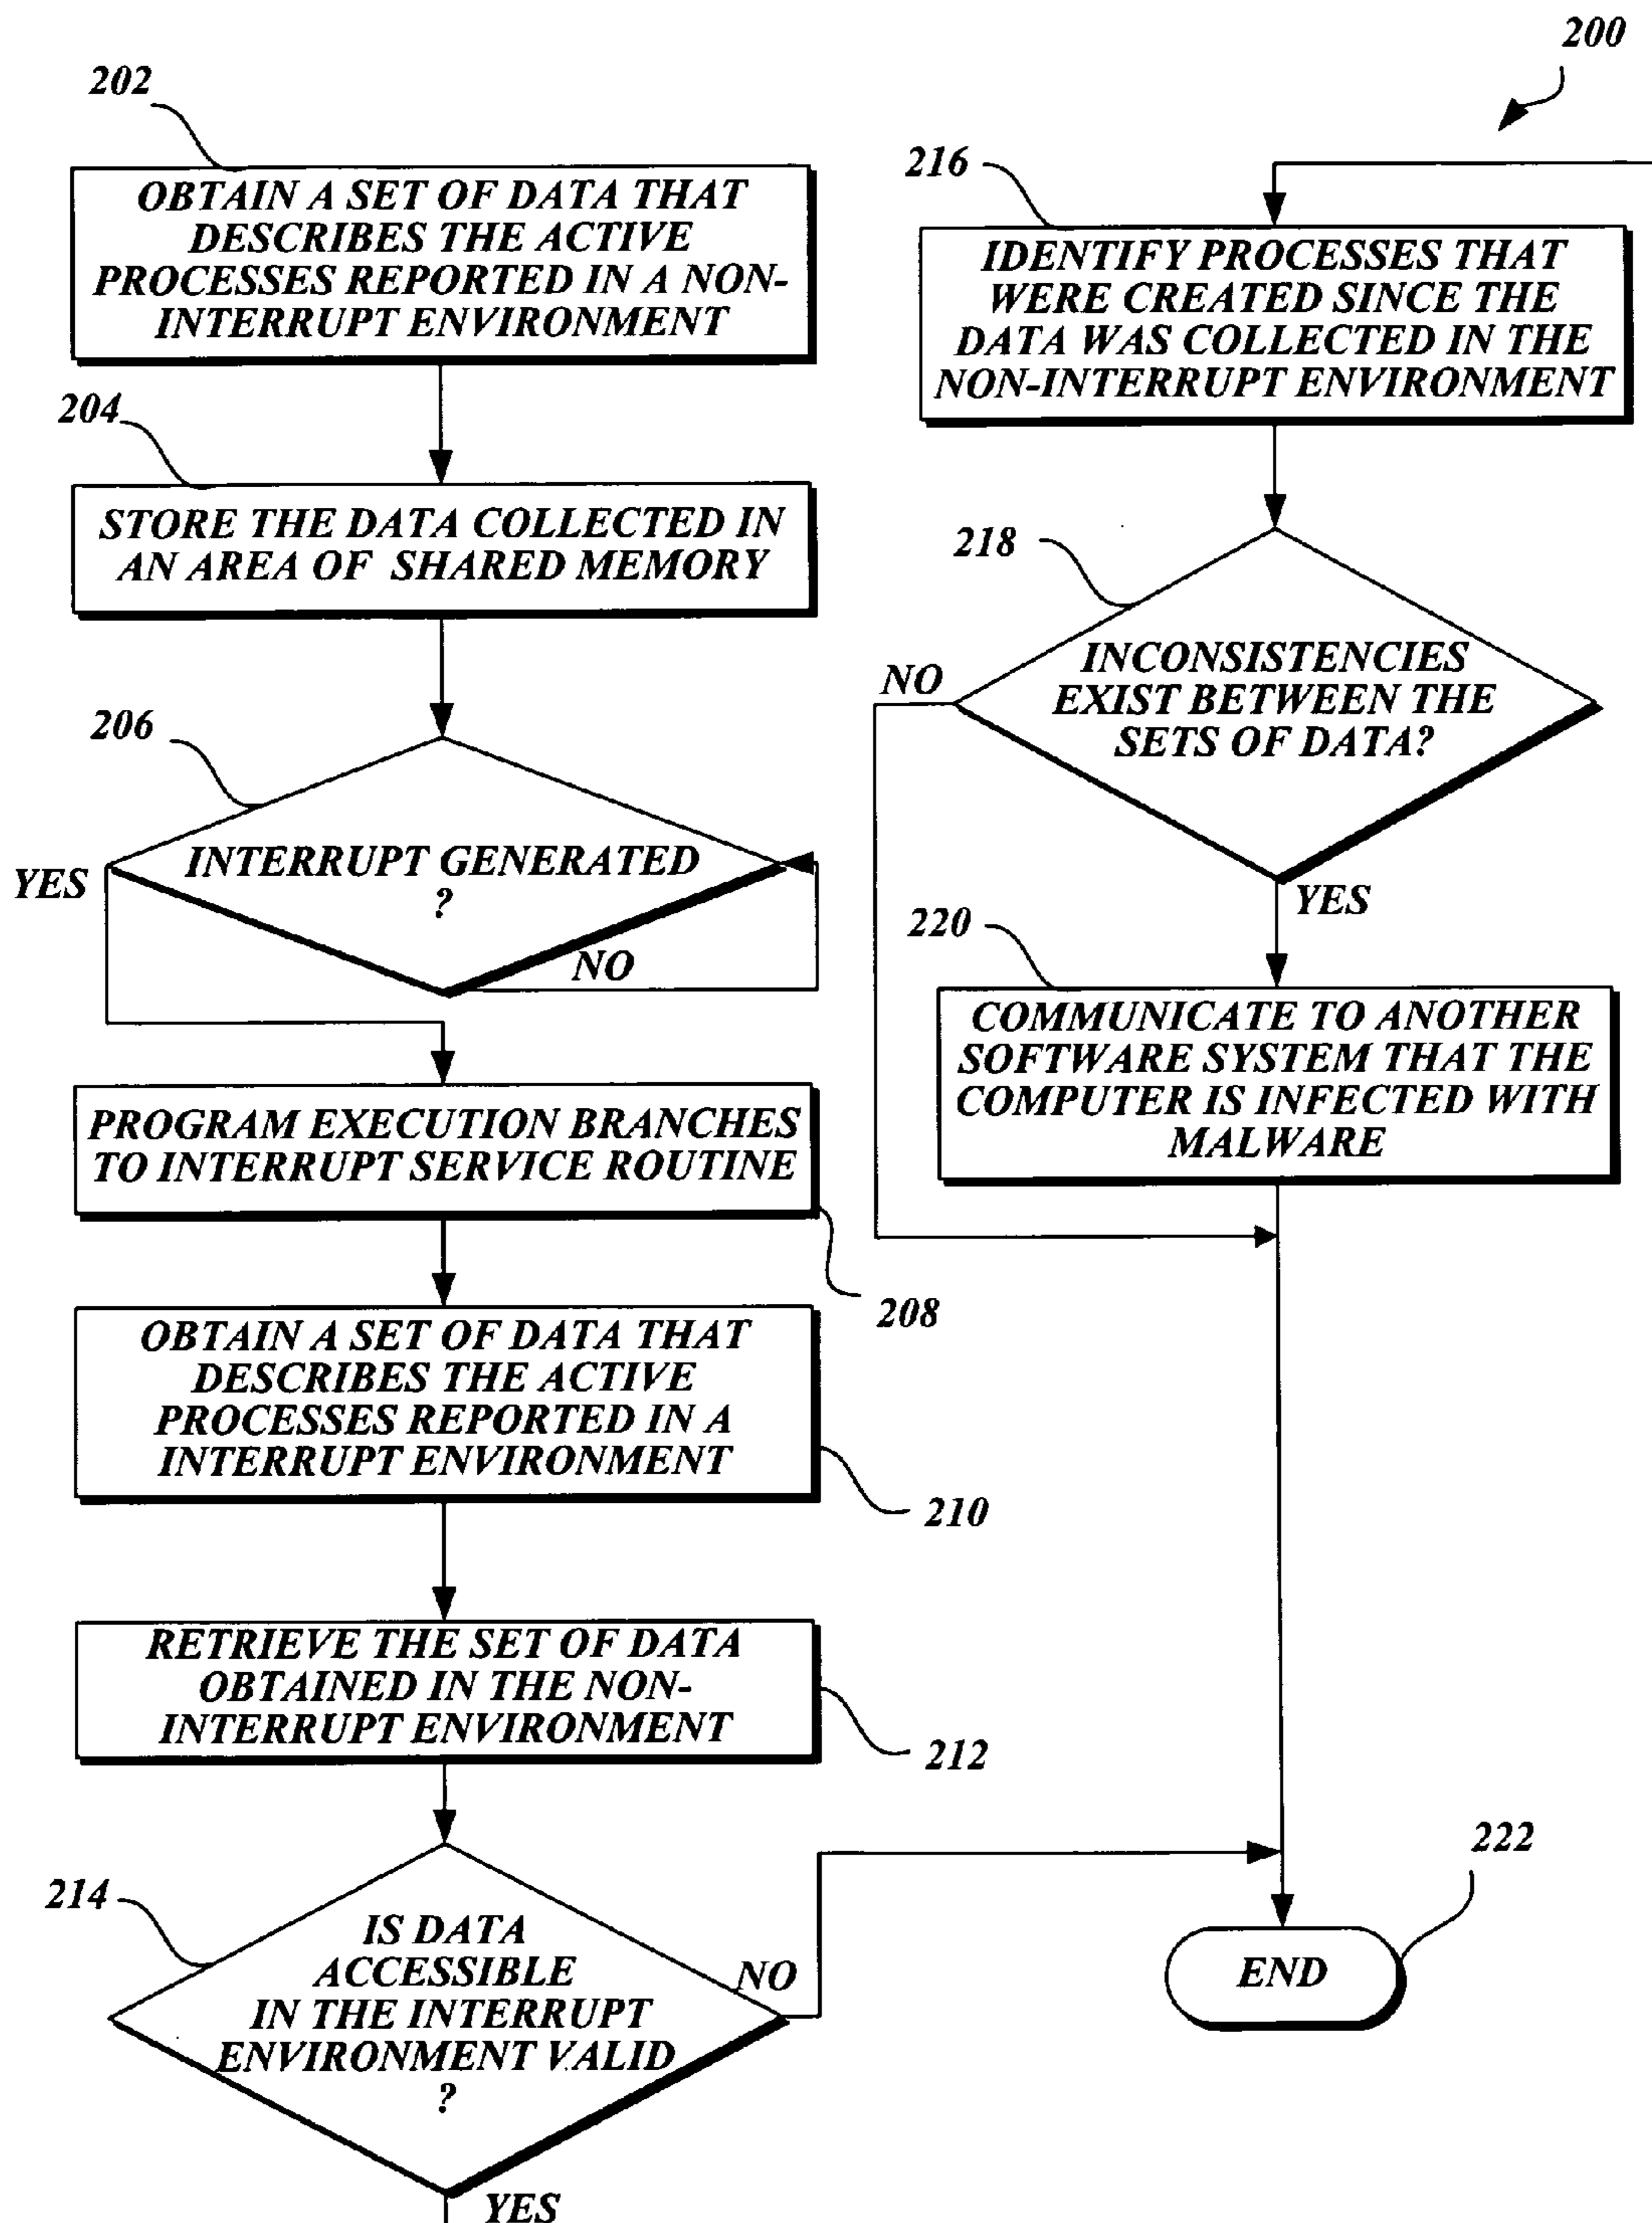 200
202
OBTAIN A SET OF DATA THAT
DESCRIBES THE ACTIVE
PROCESSES REPORTED IN A NON-
INTERRUPT ENVIRONMENT
204
STORE THE DATA COLLECTED IN
AN AREA OF SHARED MEMORY
206
INTERRUPT GENERATED
?
YES
NO
PROGRAM EXECUTION BRANCHES
TO INTERRUPT SERVICE ROUTINE
208
OBTAIN A SET OF DATA THAT
DESCRIBES THE ACTIVE
PROCESSES REPORTED IN A
INTERRUPT ENVIRONMENT
210
RETRIEVE THE SET OF DATA
OBTAINED IN THE NON-
INTERRUPT ENVIRONMENT
212
214
IS DATA
ACCESSIBLE
IN THE INTERRUPT
ENVIRONMENT VALID
?
NO
YES
216
IDENTIFY PROCESSES THAT
WERE CREATED SINCE THE
DATA WAS COLLECTED IN THE
NON-INTERRUPT ENVIRONMENT
218
INCONSISTENCIES
EXIST BETWEEN THE
SETS OF DATA?
NO
YES
220
COMMUNICATE TO ANOTHER
SOFTWARE SYSTEM THAT THE
COMPUTER IS INFECTED WITH
MALWARE
222
END